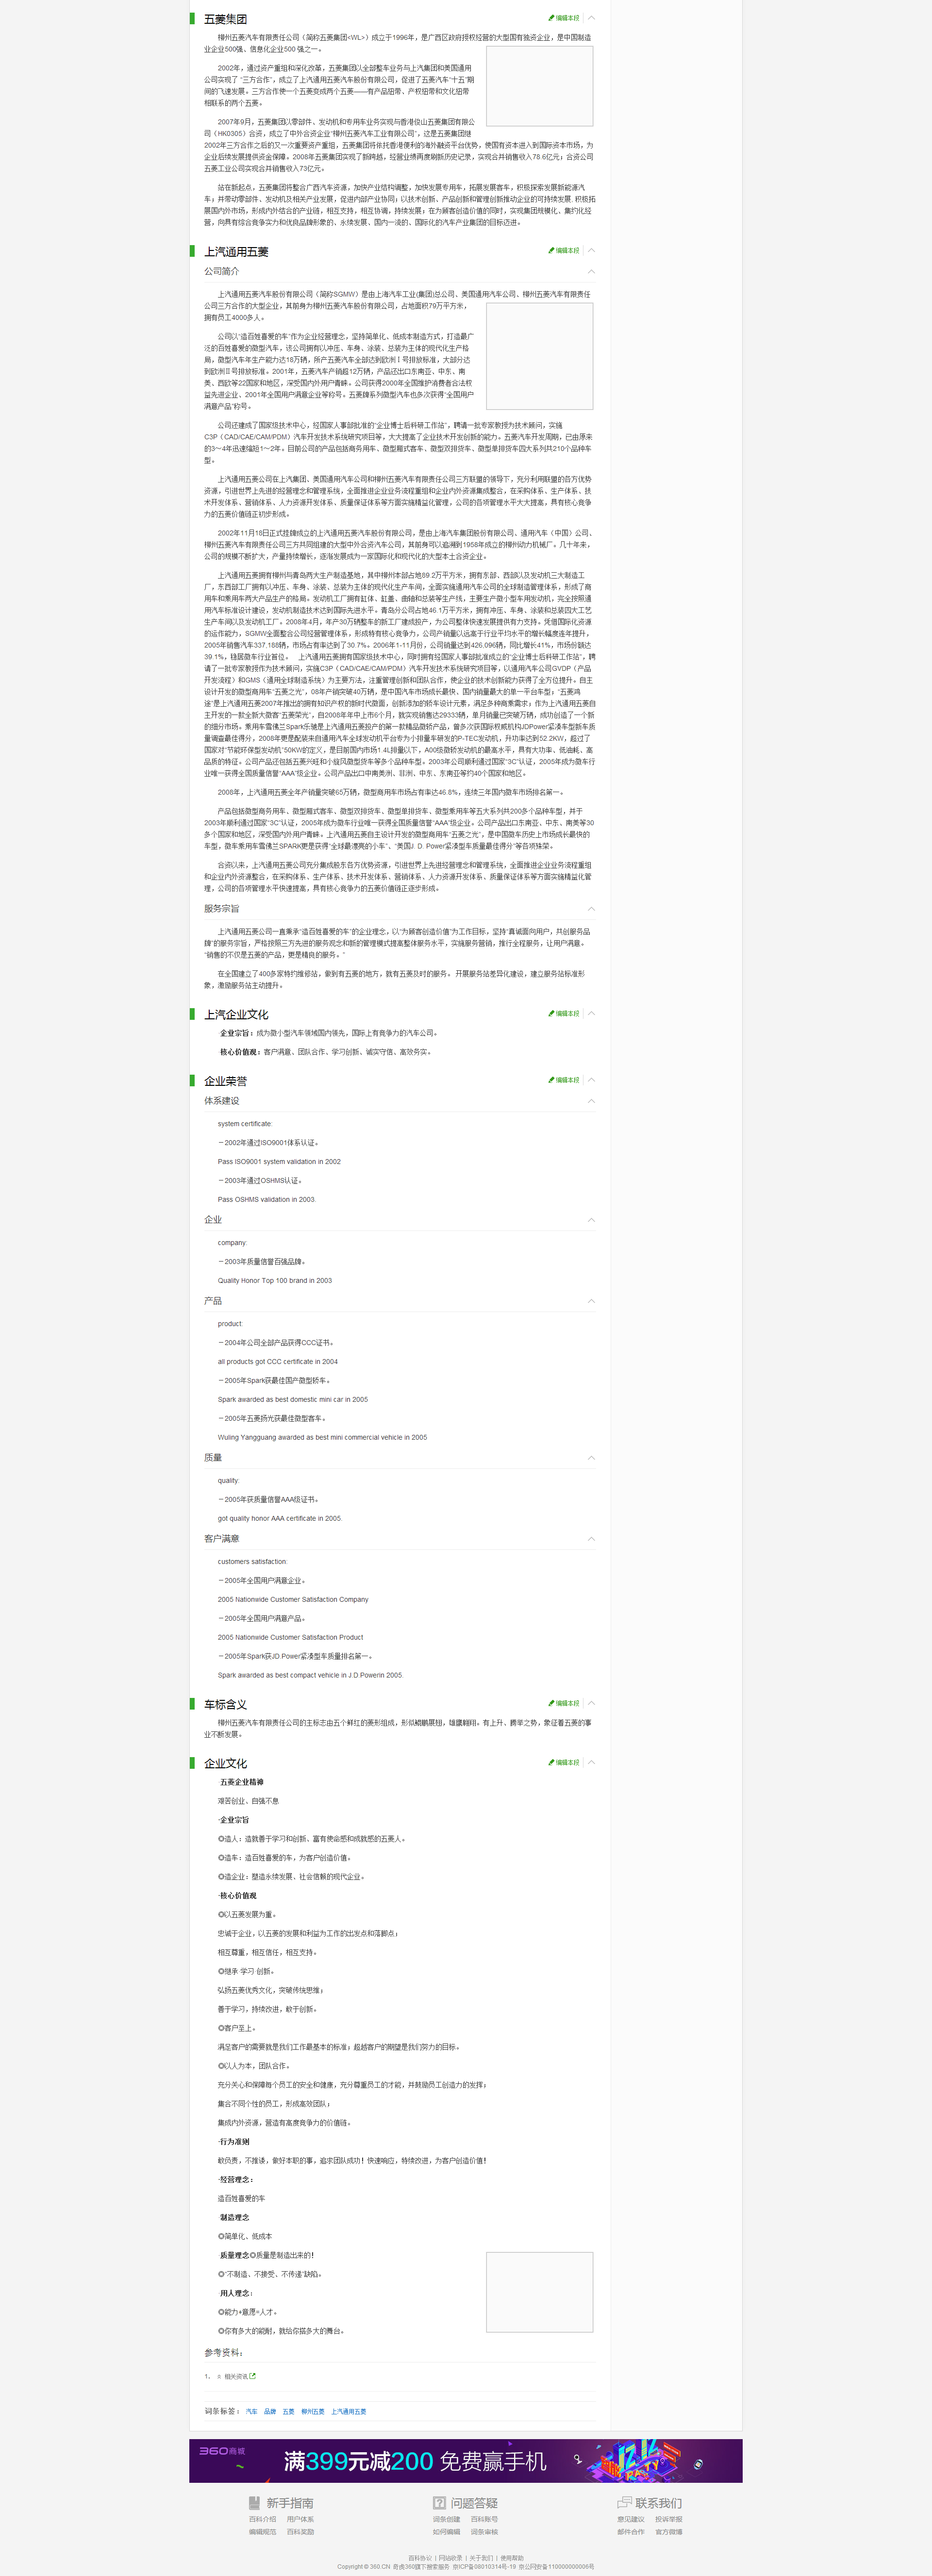 五菱集团
编辑本段
柳州五菱汽车有限责任公司（简称五菱集团<WL>）成立于1996年，是广西区政府授权经营的大型国有独资企业，是中国制造
业企业500强、信息化企业500 强之一。
2002年，通过资产重组和深化改革，五菱集团以全部整车业务与上汽集团和美国通用
公司实现了 “三方合作”，成立了上汽通用五菱汽车股份有限公司，促进了五菱汽车“十五”期
间的飞速发展。三方合作使一个五菱变成两个五菱——有产品纽带、产权纽带和文化纽带
相联系的两个五菱。
2007年9月，五菱集团以零部件、发动机和专用车业务实现与香港俊山五菱集团有限公
司（HK0305）合资，成立了中外合资企业“柳州五菱汽车工业有限公司”，这是五菱集团继
2002年三方合作之后的又一次重要资产重组，五菱集团将依托香港便利的海外融资平台优势，使国有资本进入到国际资本市场，为
企业后续发展提供资金保障。2008年五菱集团实现了新跨越，经营业绩再度刷新历史记录，实现合并销售收入78.6亿元；合资公司
五菱工业公司实现合并销售收入73亿元。
站在新起点，五菱集团将整合广西汽车资源，加快产业结构调整，加快发展专用车，拓展发展客车，积极探索发展新能源汽
车；并带动零部件、发动机及相关产业发展，促进内部产业协同；以技术创新、产品创新和管理创新推动企业的可持续发展.积极拓
展国内外市场，形成内外结合的产业链，相互支持，相互协调，持续发展；在为顾客创造价值的同时，实现集团规模化、集约化经
营，向具有综合竞争实力和优良品牌形象的、永续发展、国内一流的、国际化的汽车产业集团的目标迈进。
上汽通用五菱
编辑本段
公司简介
上汽通用五菱汽车股份有限公司（简称SGMW）是由上海汽车工业(集团)总公司、美国通用汽车公司、柳州五菱汽车有限责任
公司三方合作的大型企业，其前身为柳州五菱汽车股份有限公司，占地面积79万平方米，
拥有员工4000多人。
公司以“造百姓喜爱的车”作为企业经营理念，坚持简单化、低成本制造方式，打造最广
泛的百姓喜爱的微型汽车，该公司拥有以冲压、车身、涂装、总装为主体的现代化生产格
局，微型汽车年生产能力达18万辆，所产五菱汽车全部达到欧洲Ⅰ号排放标准，大部分达
到欧洲Ⅱ号排放标准。2001年，五菱汽车产销超12万辆，产品还出口东南亚、中东、南
美、西欧等22国家和地区，深受国内外用户青睐。公司获得2000年全国维护消费者合法权
益先进企业、2001年全国用户满意企业等称号。五菱牌系列微型汽车也多次获得“全国用户
满意产品”称号。
公司还建成了国家级技术中心，经国家人事部批准的“企业博士后科研工作站”，聘请一批专家教授为技术顾问，实施
C3P（CAD/CAE/CAM/PDM）汽车开发技术系统研究项目等，大大提高了企业技术开发创新的能力。五菱汽车开发周期，已由原来
的3～4年迅速缩短1～2年。目前公司的产品包括商务用车、微型厢式客车、微型双排货车、微型单排货车四大系列共210个品种车
型。
上汽通用五菱公司在上汽集团、美国通用汽车公司和柳州五菱汽车有限责任公司三方联盟的领导下，充分利用联盟的各方优势
资源，引进世界上先进的经营理念和管理系统，全面推进企业业务流程重组和企业内外资源集成整合，在采购体系、生产体系、技
术开发体系、营销体系、人力资源开发体系、质量保证体系等方面实施精益化管理，公司的各项管理水平大大提高，具有核心竞争
力的五菱价值链正初步形成。
2002年11月18日正式挂牌成立的上汽通用五菱汽车股份有限公司，是由上海汽车集团股份有限公司、通用汽车（中国）公司、
柳州五菱汽车有限责任公司三方共同组建的大型中外合资汽车公司，其前身可以追溯到1958年成立的柳州动力机械厂。几十年来，
公司的规模不断扩大，产量持续增长，逐渐发展成为一家国际化和现代化的大型本土合资企业。
上汽通用五菱拥有柳州与青岛两大生产制造基地，其中柳州本部占地89.2万平方米，拥有东部、西部以及发动机三大制造工
厂，东西部工厂拥有以冲压、车身、涂装、总装为主体的现代化生产车间，全面实施通用汽车公司的全球制造管理体系，形成了商
用车和乘用车两大产品生产的格局。发动机工厂拥有缸体、缸盖、曲轴和总装等生产线，主要生产微小型车用发动机，完全按照通
用汽车标准设计建设，发动机制造技术达到国际先进水平。青岛分公司占地46.1万平方米，拥有冲压、车身、涂装和总装四大工艺
生产车间以及发动机工厂。2008年4月，年产30万辆整车的新工厂建成投产，为公司整体快速发展提供有力支持。凭借国际化资源
的运作能力，SGMW全面整合公司经营管理体系，形成特有核心竞争力，公司产销量以远高于行业平均水平的增长幅度连年提升，
2005年销售汽车337,188辆，市场占有率达到了30.7%。2006年1-11月份，公司销量达到426,096辆，同比增长41%，市场份额达
39.1%，独居微车行业首位。 上汽通用五菱拥有国家级技术中心，同时拥有经国家人事部批准成立的“企业博士后科研工作站”，聘
请了一批专家教授作为技术顾问，实施C3P（CAD/CAE/CAM/PDM）汽车开发技术系统研究项目等，以通用汽车公司GVDP（产品
开发流程）和GMS（通用全球制造系统）为主要方法，注重管理创新和团队合作，使企业的技术创新能力获得了全方位提升。自主
设计开发的微型商用车“五菱之光”，08年产销突破40万辆，是中国汽车市场成长最快、国内销量最大的单一平台车型；“五菱鸿
途”是上汽通用五菱2007年推出的拥有知识产权的新时代微面，创新添加的轿车设计元素，满足多种商乘需求；作为上汽通用五菱自
主开发的一款全新大微客“五菱荣光”，自2008年年中上市6个月，就实现销售达29333辆，单月销量已突破万辆，成功创造了一个新
的细分市场。乘用车雪佛兰Spark乐驰是上汽通用五菱投产的第一款精品微轿产品，曾多次获国际权威机构JDPower紧凑车型新车质
量调查最佳得分，2008年更是配装来自通用汽车全球发动机平台专为小排量车研发的P-TEC发动机，升功率达到52.2KW，超过了
国家对“节能环保型发动机”50KW的定义，是目前国内市场1.4L排量以下，A00级微轿发动机的最高水平，具有大功率、低油耗、高
品质的特征。公司产品还包括五菱兴旺和小旋风微型货车等多个品种车型。2003年公司顺利通过国家“3C”认证，2005年成为微车行
业唯一获得全国质量信誉“AAA”级企业。公司产品出口中南美洲、非洲、中东、东南亚等约40个国家和地区。
2008年，上汽通用五菱全年产销量突破65万辆，微型商用车市场占有率达46.8%，连续三年国内微车市场排名第一。
产品包括微型商务用车、微型厢式客车、微型双排货车、微型单排货车、微型乘用车等五大系列共200多个品种车型，并于
2003年顺利通过国家“3C”认证，2005年成为微车行业唯一获得全国质量信誉“AAA”级企业。公司产品出口东南亚、中东、南美等30
多个国家和地区，深受国内外用户青睐。上汽通用五菱自主设计开发的微型商用车“五菱之光”，是中国微车历史上市场成长最快的
车型，微车乘用车雪佛兰SPARK更是获得“全球最漂亮的小车”、“美国J. D. Power紧凑型车质量最佳得分”等各项殊荣。
合资以来，上汽通用五菱公司充分集成股东各方优势资源，引进世界上先进经营理念和管理系统，全面推进企业业务流程重组
和企业内外资源整合，在采购体系、生产体系、技术开发体系、营销体系、人力资源开发体系、质量保证体系等方面实施精益化管
理，公司的各项管理水平快速提高，具有核心竞争力的五菱价值链正逐步形成。
服务宗旨
上汽通用五菱公司一直秉承“造百姓喜爱的车”的企业理念，以“为顾客创造价值”为工作目标，坚持“真诚面向用户，共创服务品
牌”的服务宗旨，严格按照三方先进的服务观念和新的管理模式提高整体服务水平，实施服务营销，推行全程服务，让用户满意。
“销售的不仅是五菱的产品，更是精良的服务。”
在全国建立了400多家特约维修站，做到有五菱的地方，就有五菱及时的服务。 开展服务站差异化建设，建立服务站标准形
象，激励服务站主动提升。
上汽企业文化
编辑本段
·企业宗旨：成为微小型汽车领域国内领先，国际上有竞争力的汽车公司。
·核心价值观：客户满意、团队合作、学习创新、诚实守信、高效务实。
企业荣誉
编辑本段
体系建设
system certificate:
－2002年通过ISO9001体系认证。
Pass ISO9001 system validation in 2002
－2003年通过OSHMS认证。
Pass OSHMS validation in 2003.
企业
company:
－2003年质量信誉百强品牌。
Quality Honor Top 100 brand in 2003
产品
product:
－2004年公司全部产品获得CCC证书。
all products got CCC certificate in 2004
－2005年Spark获最佳国产微型轿车。
Spark awarded as best domestic mini car in 2005
－2005年五菱扬光获最佳微型客车。
Wuling Yangguang awarded as best mini commercial vehicle in 2005
质量
quality:
－2005年获质量信誉AAA级证书。
got quality honor AAA certificate in 2005.
客户满意
customers satisfaction:
－2005年全国用户满意企业。
2005 Nationwide Customer Satisfaction Company
－2005年全国用户满意产品。
2005 Nationwide Customer Satisfaction Product
－2005年Spark获JD.Power紧凑型车质量排名第一。
Spark awarded as best compact vehicle in J.D.Powerin 2005.
车标含义
编辑本段
柳州五菱汽车有限责任公司的主标志由五个鲜红的菱形组成，形似鲲鹏展翅，雄鹰翱翔。有上升、腾举之势，象征着五菱的事
业不断发展。
企业文化
编辑本段
·五菱企业精神
艰苦创业、自强不息
·企业宗旨
◎造人：造就善于学习和创新、富有使命感和成就感的五菱人。
◎造车：造百姓喜爱的车，为客户创造价值。
◎造企业：塑造永续发展、社会信赖的现代企业。
·核心价值观
◎以五菱发展为重。
忠诚于企业，以五菱的发展和利益为工作的出发点和落脚点；
相互尊重，相互信任，相互支持。
◎继承·学习·创新。
弘扬五菱优秀文化，突破传统思维；
善于学习，持续改进，敢于创新。
◎客户至上。
满足客户的需要就是我们工作最基本的标准；超越客户的期望是我们努力的目标。
◎以人为本，团队合作。
充分关心和保障每个员工的安全和健康，充分尊重员工的才能，并鼓励员工创造力的发挥；
集合不同个性的员工，形成高效团队；
集成内外资源，营造有高度竞争力的价值链。
·行为准则
敢负责，不推诿，做好本职的事，追求团队成功！快速响应，特续改进，为客户创造价值！
·经营理念：
造百姓喜爱的车
·制造理念
◎简单化、低成本
·质量理念◎质量是制造出来的！
◎“不制造、不接受、不传递”缺陷。
·用人理念：
◎能力+意愿=人才。
◎你有多大的能耐，就给你搭多大的舞台。
参考资料：
1、 相关资讯
词条标签： 汽车 品牌 五菱 柳州五菱 上汽通用五菱
360商城
满399元减200 免费赢手机
新手指南 问题答疑 联系我们
百科介绍 用户体系 词条创建 百科账号 意见建议 投诉举报
编辑规范 百科奖励 如何编辑 词条审核 邮件合作 官方微博
百科协议 | 网站收录 | 关于我们 | 使用帮助
Copyright © 360.CN 奇虎360旗下搜索服务 京ICP备08010314号-19 京公网安备110000000006号